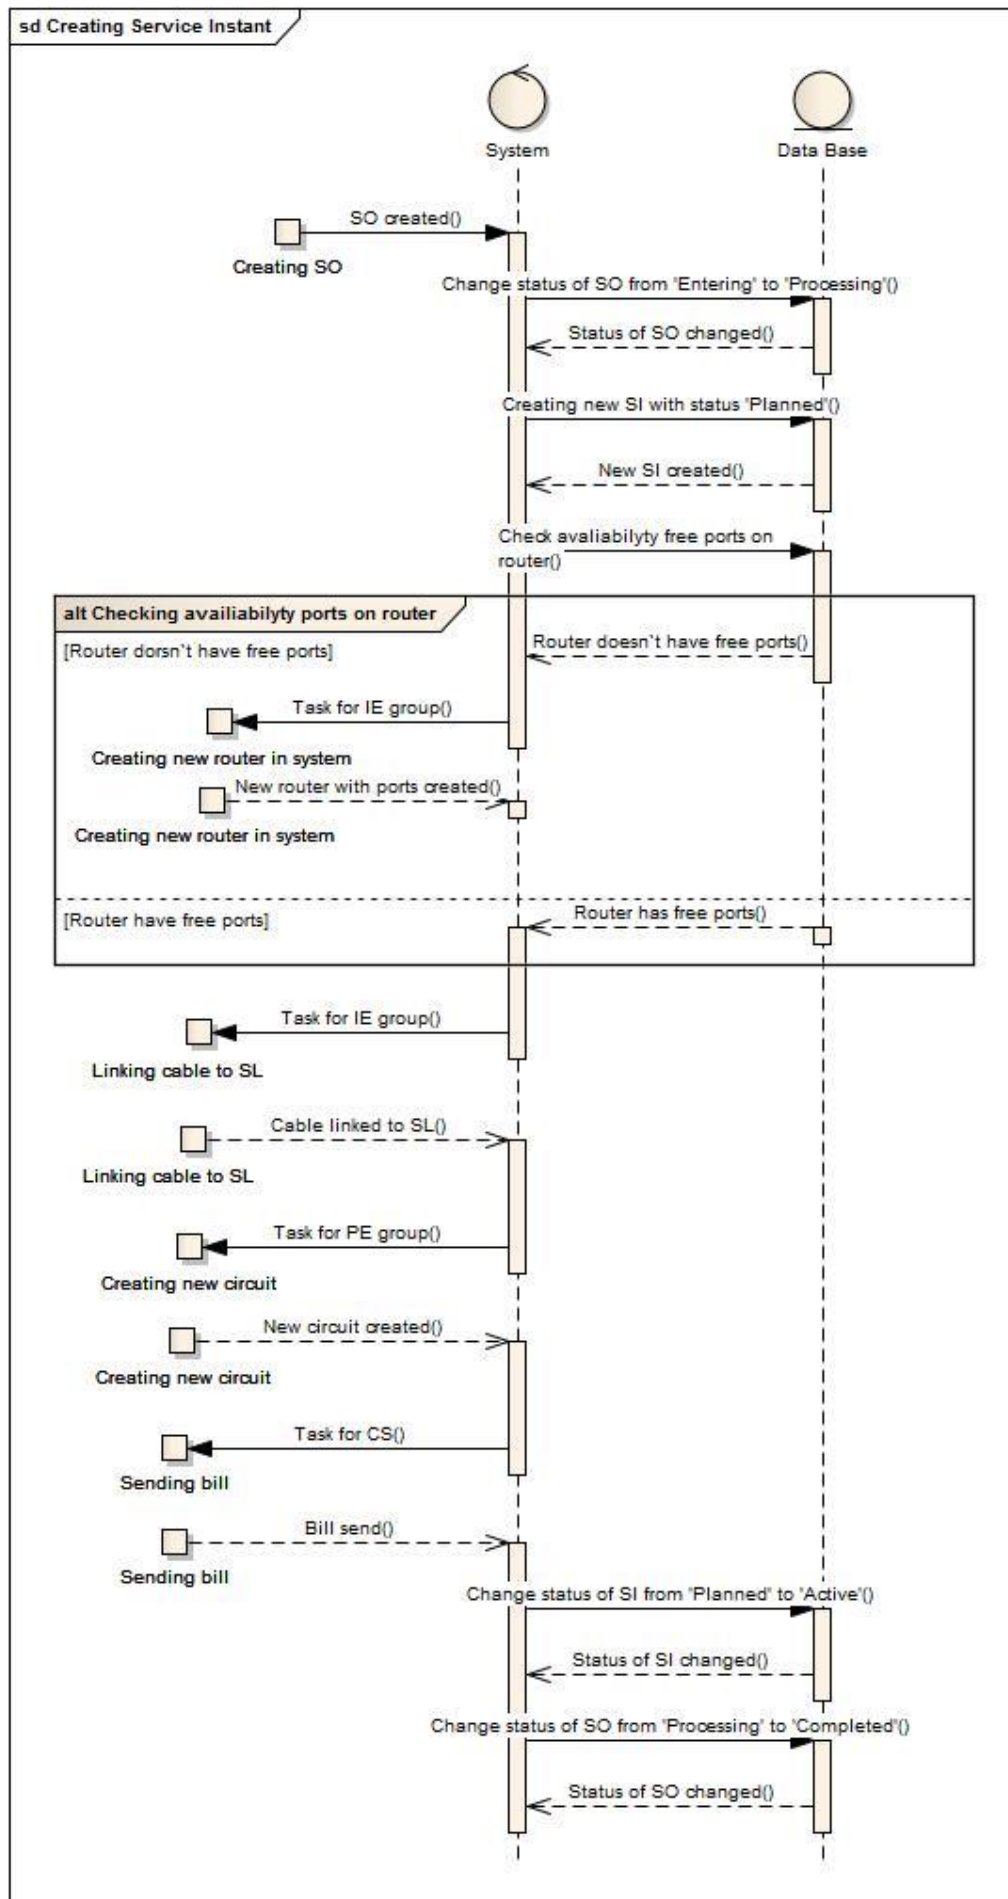 sd Creating Service Instant
System
Data Base
SO created()
Creating SO
Change status of SO from 'Entering' to 'Processing'()
Status of SO changed()
Creating new SI with status 'Planned'()
New SI created()
Check avaliabilyty free ports on
router()
alt Checking availiabilyty ports on router
[Router dorsn`t have free ports]
Router doesn`t have free ports()
Task for IE group()
Creating new router in system
New router with ports created()
Creating new router in system
[Router have free ports]
Router has free ports()
Task for IE group()
Linking cable to SL
Cable linked to SL()
Linking cable to SL
Task for PE group()
Creating new circuit
New circuit created()
Creating new circuit
Task for CS()
Sending bill
Bill send()
Sending bill
Change status of SI from 'Planned' to 'Active'()
Status of SI changed()
Change status of SO from 'Processing' to 'Completed'()
Status of SO changed()